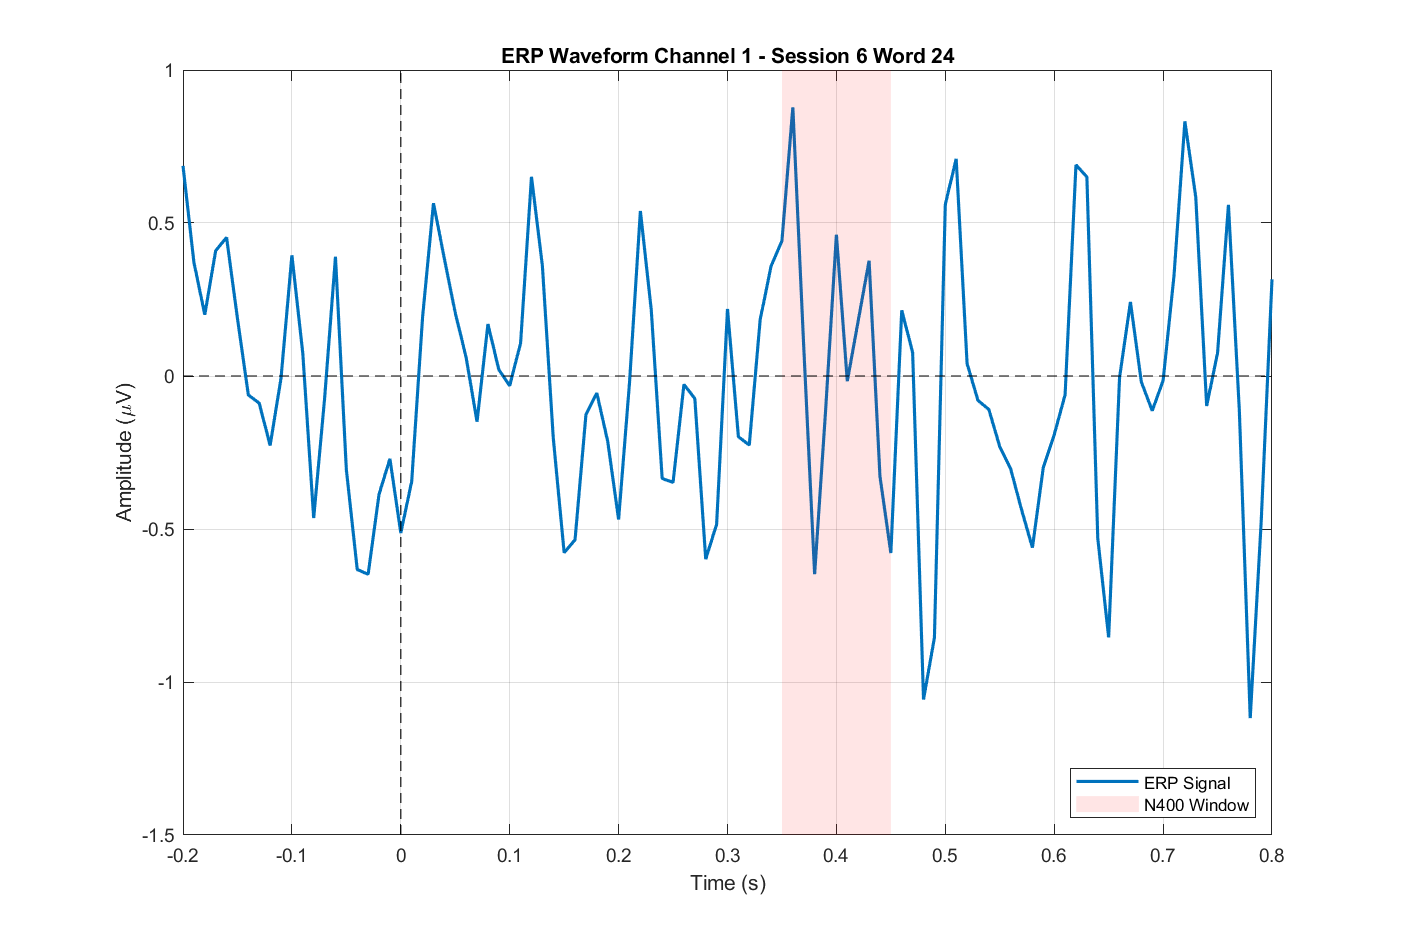 ERP Waveform Channel 1 - Session 6 Word 24
1
0.5
0
-0.5
-1
-1.5
Amplitude (μV)
-0.2 -0.1 0 0.1 0.2 0.3 0.4 0.5 0.6 0.7 0.8
Time (s)
ERP Signal
N400 Window